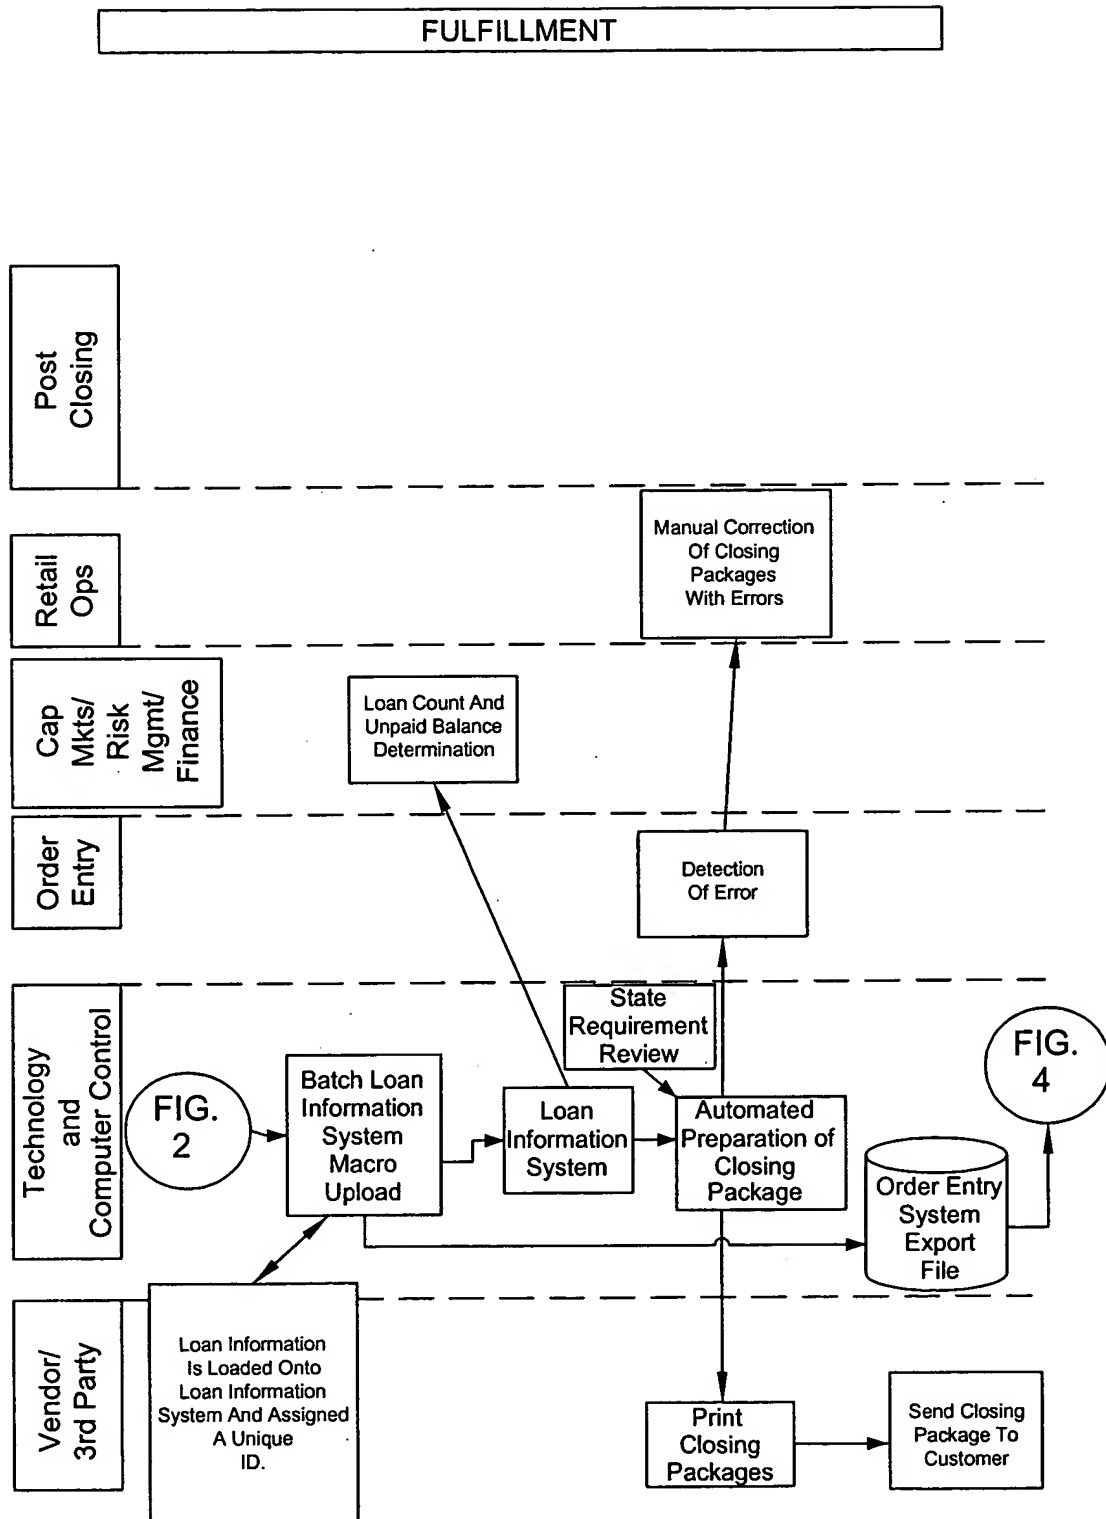 FULFILLMENT
Post
Closing
Retail
Ops
Manual Correction
Of Closing
Packages
With Errors
Cap
Mkts/
Risk
Mgmt/
Finance
Loan Count And
Unpaid Balance
Determination
Order
Entry
Detection
Of Error
Technology
and
Computer Control
FIG.
2
Batch Loan
Information
System
Macro
Upload
Loan
Information
System
State
Requirement
Review
Automated
Preparation of
Closing
Package
Order Entry
System
Export
File
FIG.
4
Vendor/
3rd Party
Loan Information
Is Loaded Onto
Loan Information
System And Assigned
A Unique
ID.
Print
Closing
Packages
Send Closing
Package To
Customer